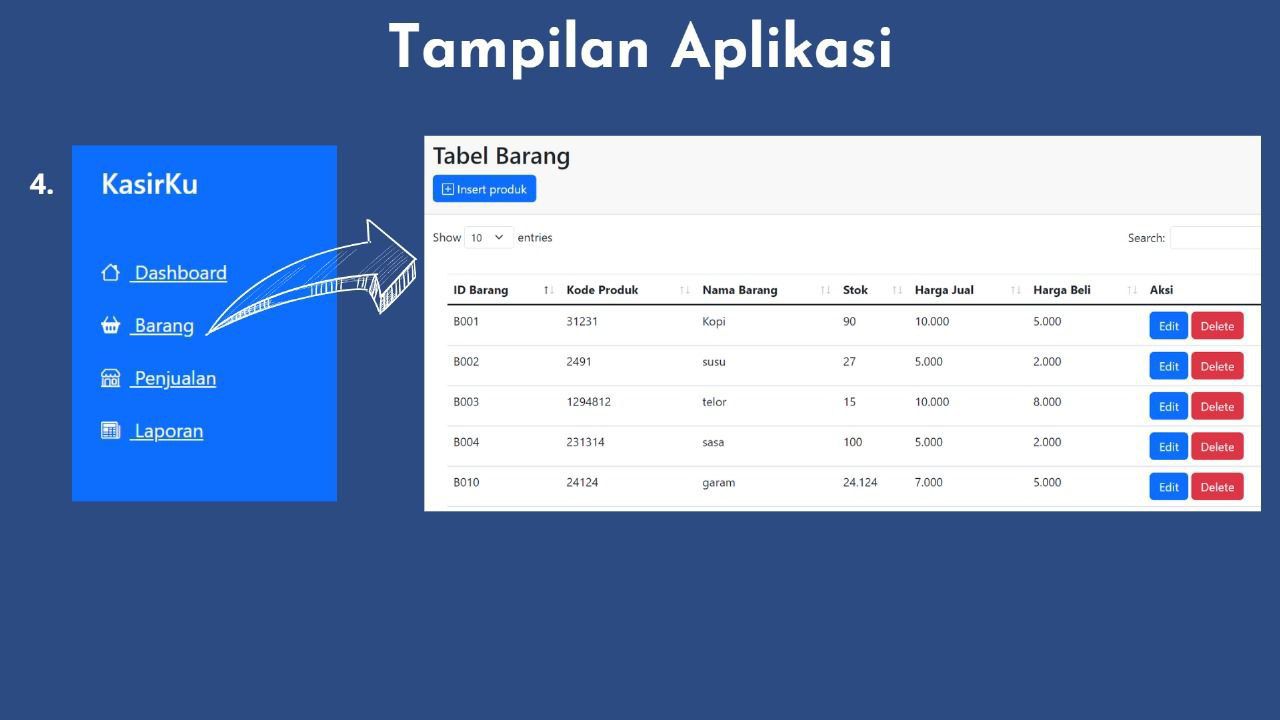 Tampilan Aplikasi
4.
KasirKu
Dashboard
Barang
Penjualan
Laporan
Tabel Barang
Insert produk
Show 10 entries
Search:
ID Barang Kode Produk Nama Barang Stok Harga Jual Harga Beli Aksi
B001 31231 Kopi 90 10.000 5.000 Edit Delete
B002 2491 susu 27 5.000 2.000 Edit Delete
B003 1294812 telor 15 10.000 8.000 Edit Delete
B004 231314 sasa 100 5.000 2.000 Edit Delete
B010 24124 garam 24.124 7.000 5.000 Edit Delete